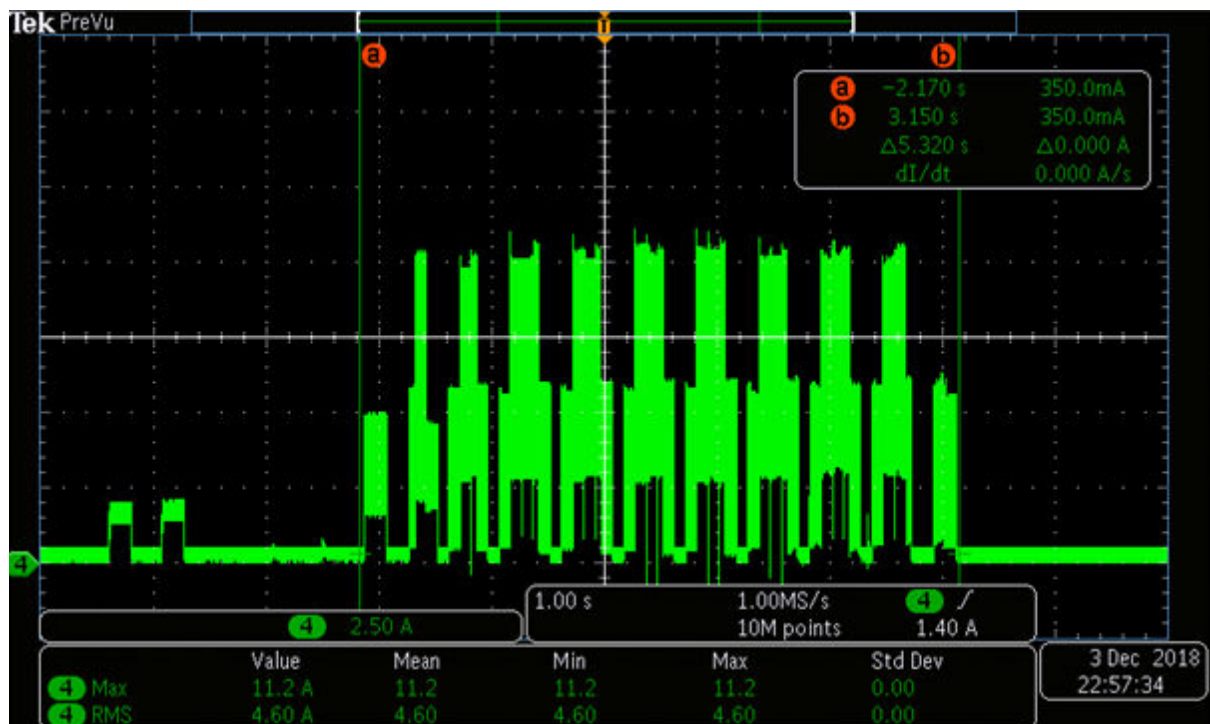 Tek PreVu
T
a b
a −2.170 s 350.0mA
b 3.150 s 350.0mA
△5.320 s △0.000 A
dI/dt 0.000 A/s
4
4 2.50 A
1.00 s 1.00MS/s 4 /
10M points 1.40 A
Value Mean Min Max Std Dev
4 Max 11.2 A 11.2 11.2 11.2 0.00
4 RMS 4.60 A 4.60 4.60 4.60 0.00
3 Dec 2018
22:57:34